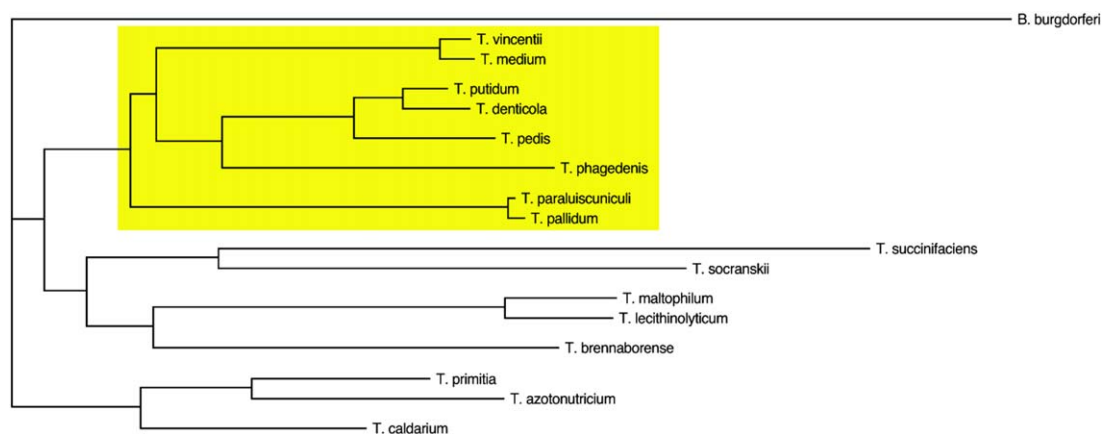 B. burgdorferi
T. vincentii
T. medium
T. putidum
T. denticola
T. pedis
T. phagedenis
T. paraluiscuniculi
T. pallidum
T. succinifaciens
T. socranskii
T. maltophilum
T. lecithinolyticum
T. brennaborense
T. primitia
T. azotonutricium
T. caldarium